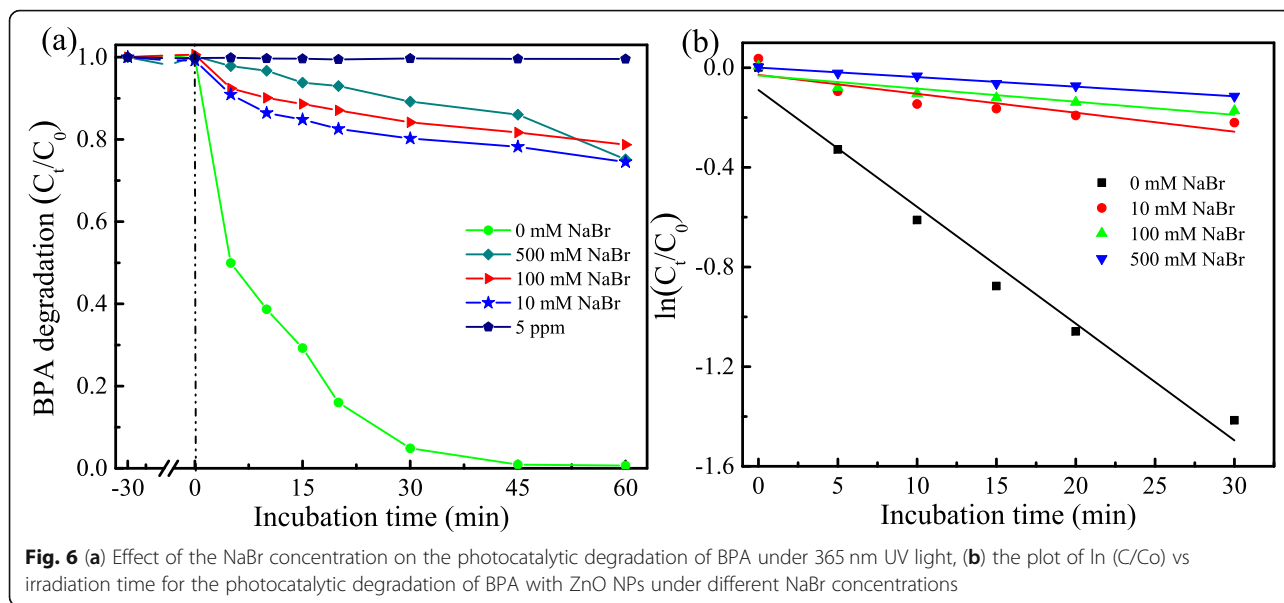 (a)
1.0
0.8
0.6
0.4
0.2
0.0
BPA degradation (Cₜ/C₀)
0 mM NaBr
500 mM NaBr
100 mM NaBr
10 mM NaBr
5 ppm
-30
0
15
30
45
60
Incubation time (min)
(b)
0.0
-0.4
-0.8
-1.2
-1.6
ln(Cₜ/C₀)
0 mM NaBr
10 mM NaBr
100 mM NaBr
500 mM NaBr
0
5
10
15
20
25
30
Incubation time (min)
Fig. 6 (a) Effect of the NaBr concentration on the photocatalytic degradation of BPA under 365 nm UV light, (b) the plot of ln (C/Co) vs
irradiation time for the photocatalytic degradation of BPA with ZnO NPs under different NaBr concentrations